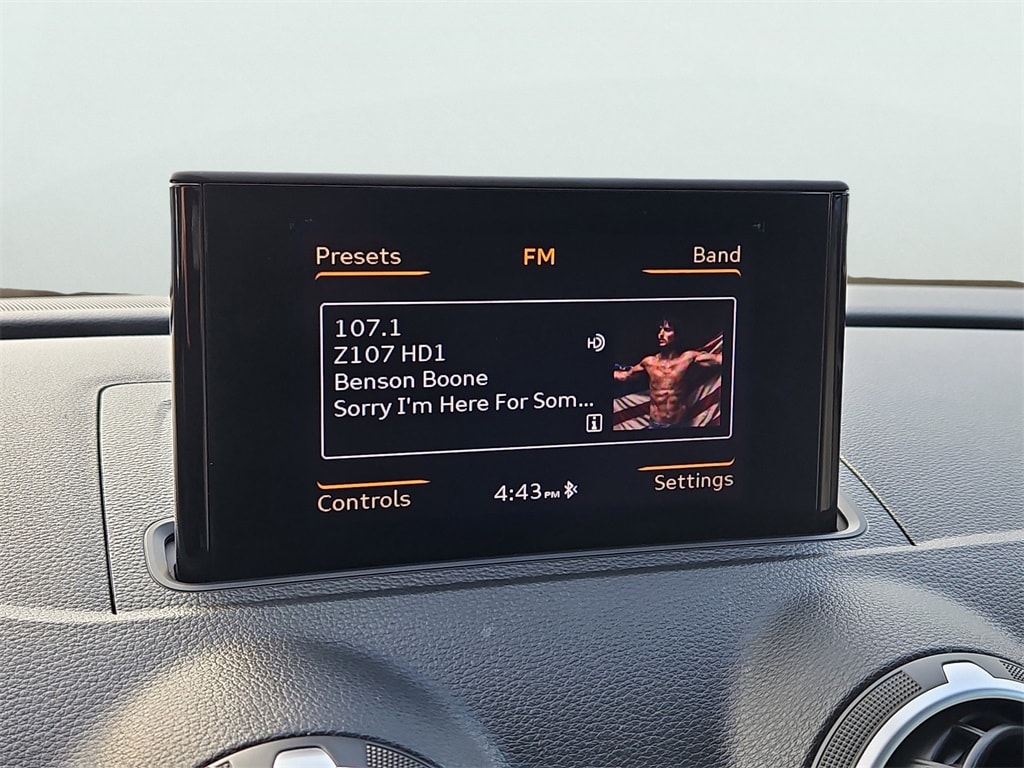 Presets FM Band
107.1
Z107 HD1
Benson Boone
Sorry I'm Here For Som...
Controls 4:43 PM Settings